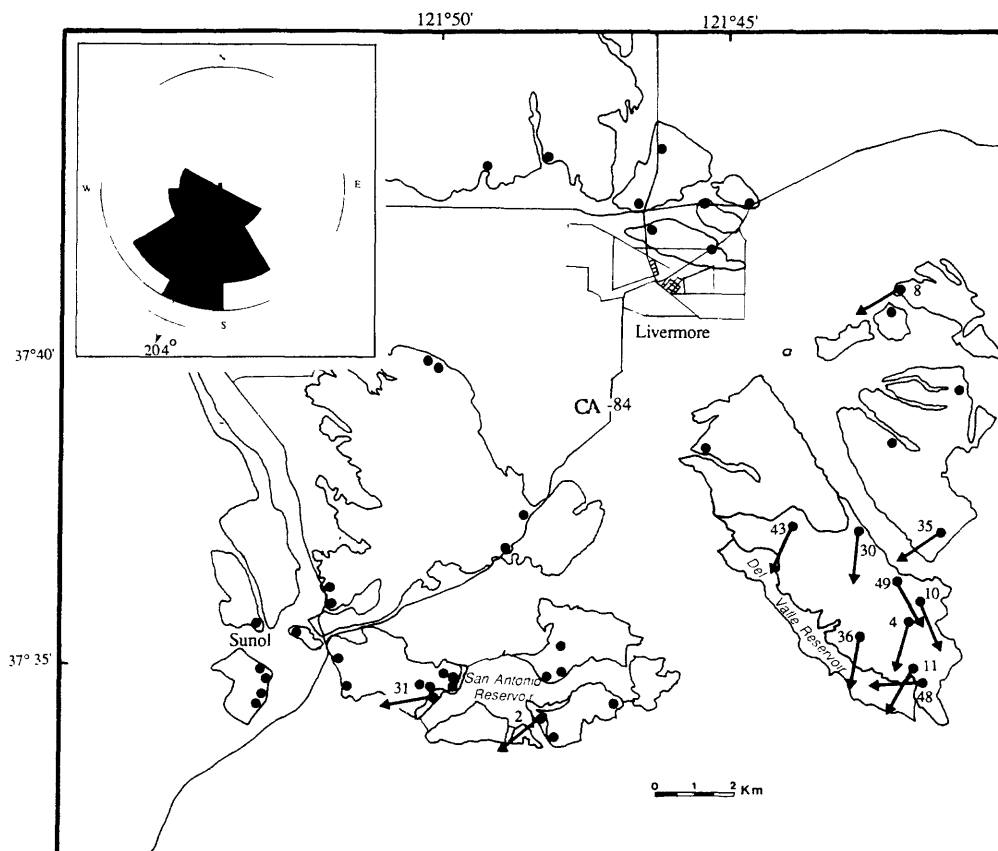 121°50'
121°45'
N
W
E
S
204°
37°40'
8
Livermore
CA -84
43
30
35
49
10
Del Valle Reservoir
4
36
Sunol
37°35'
11
31
San Antonio
Reservoir
48
2
0 1 2 Km